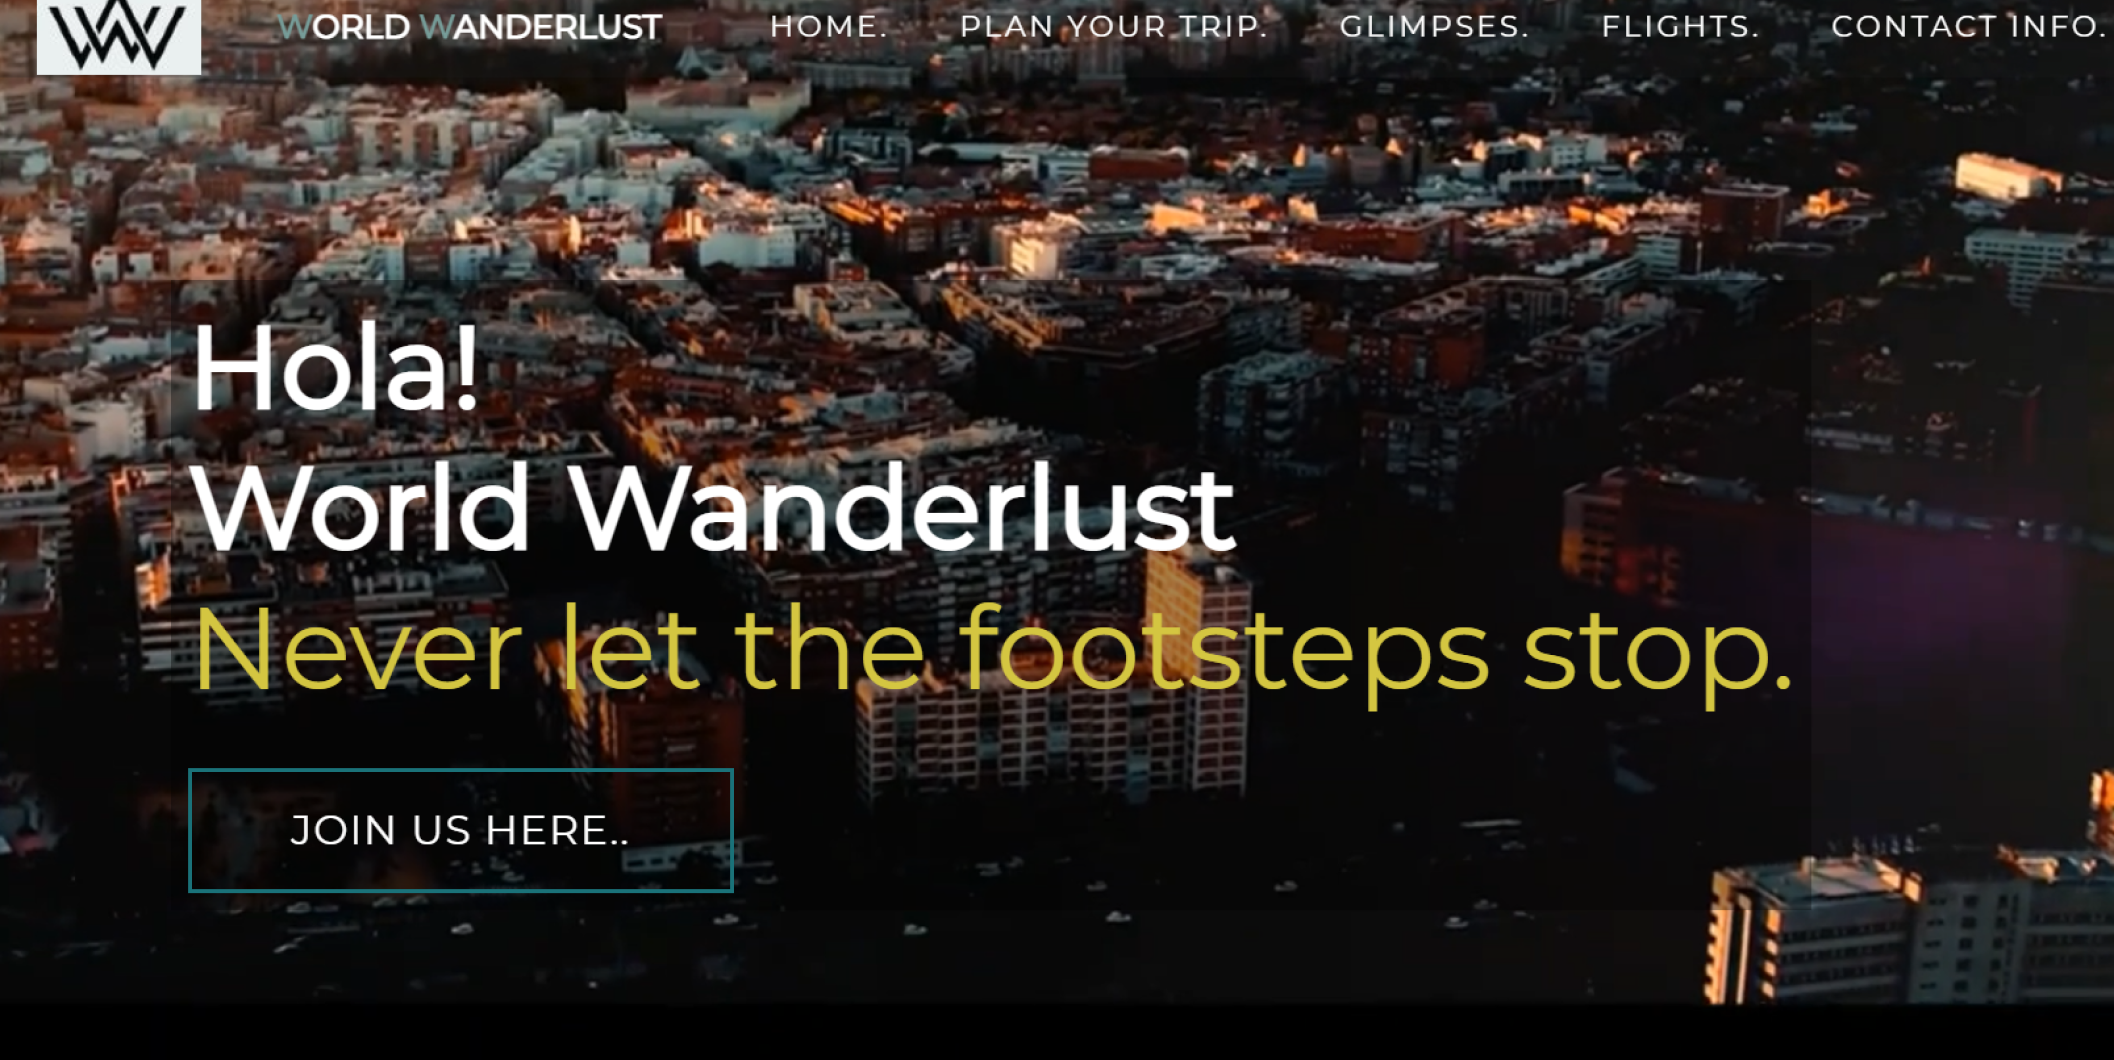 WORLD WANDERLUST HOME. PLAN YOUR TRIP. GLIMPSES. FLIGHTS. CONTACT INFO.
Hola!
World Wanderlust
Never let the footsteps stop.
JOIN US HERE..